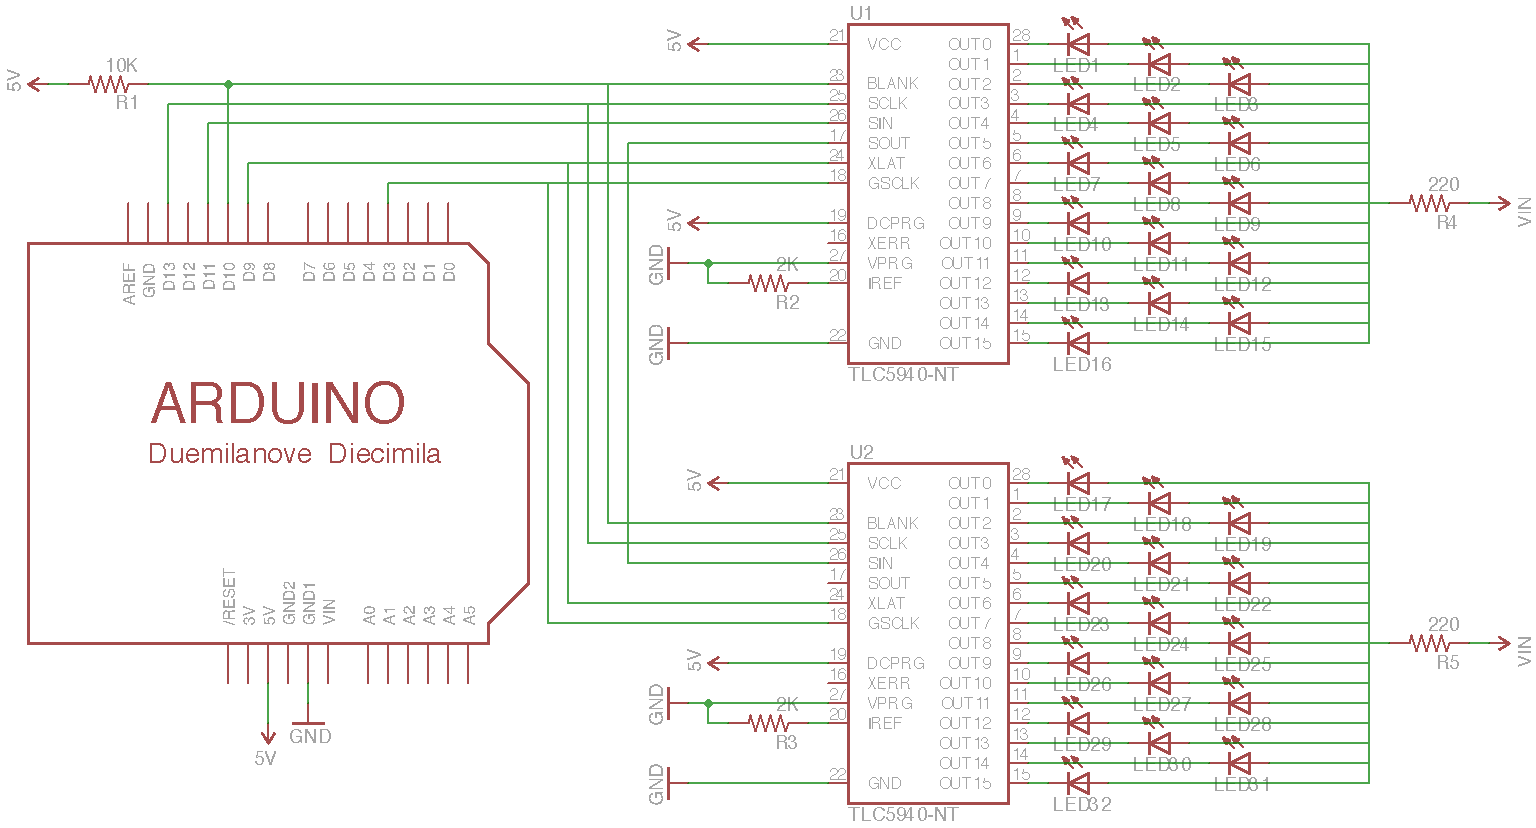 5V
10K
R1
AREF
GND
D13
D12
D11
D10
D9
D8
D7
D6
D5
D4
D3
D2
D1
D0
ARDUINO
Duemilanove Diecimila
/RESET
3V
5V
GND2
GND1
VIN
A0
A1
A2
A3
A4
A5
5V
GND
U1
5V
21 VCC OUT0 28
OUT1 1
23 BLANK OUT2 2
25 SCLK OUT3 3
26 SIN OUT4 4
17 SOUT OUT5 5
24 XLAT OUT6 6
18 GSCLK OUT7 7
OUT8 8
5V
19 DCPRG OUT9 9
16 XERR OUT10 10
GND
27 VPRG OUT11 11
2K
R2
20 IREF OUT12 12
OUT13 13
OUT14 14
GND
22 GND OUT15 15
TLC5940-NT
LED1
LED2
LED3
LED4
LED5
LED6
LED7
LED8
LED9
LED10
LED11
LED12
LED13
LED14
LED15
LED16
220
R4
VIN
U2
5V
21 VCC OUT0 28
OUT1 1
23 BLANK OUT2 2
25 SCLK OUT3 3
26 SIN OUT4 4
17 SOUT OUT5 5
24 XLAT OUT6 6
18 GSCLK OUT7 7
OUT8 8
5V
19 DCPRG OUT9 9
16 XERR OUT10 10
GND
27 VPRG OUT11 11
2K
R3
20 IREF OUT12 12
OUT13 13
OUT14 14
GND
22 GND OUT15 15
TLC5940-NT
LED17
LED18
LED19
LED20
LED21
LED22
LED23
LED24
LED25
LED26
LED27
LED28
LED29
LED30
LED31
LED32
220
R5
VIN